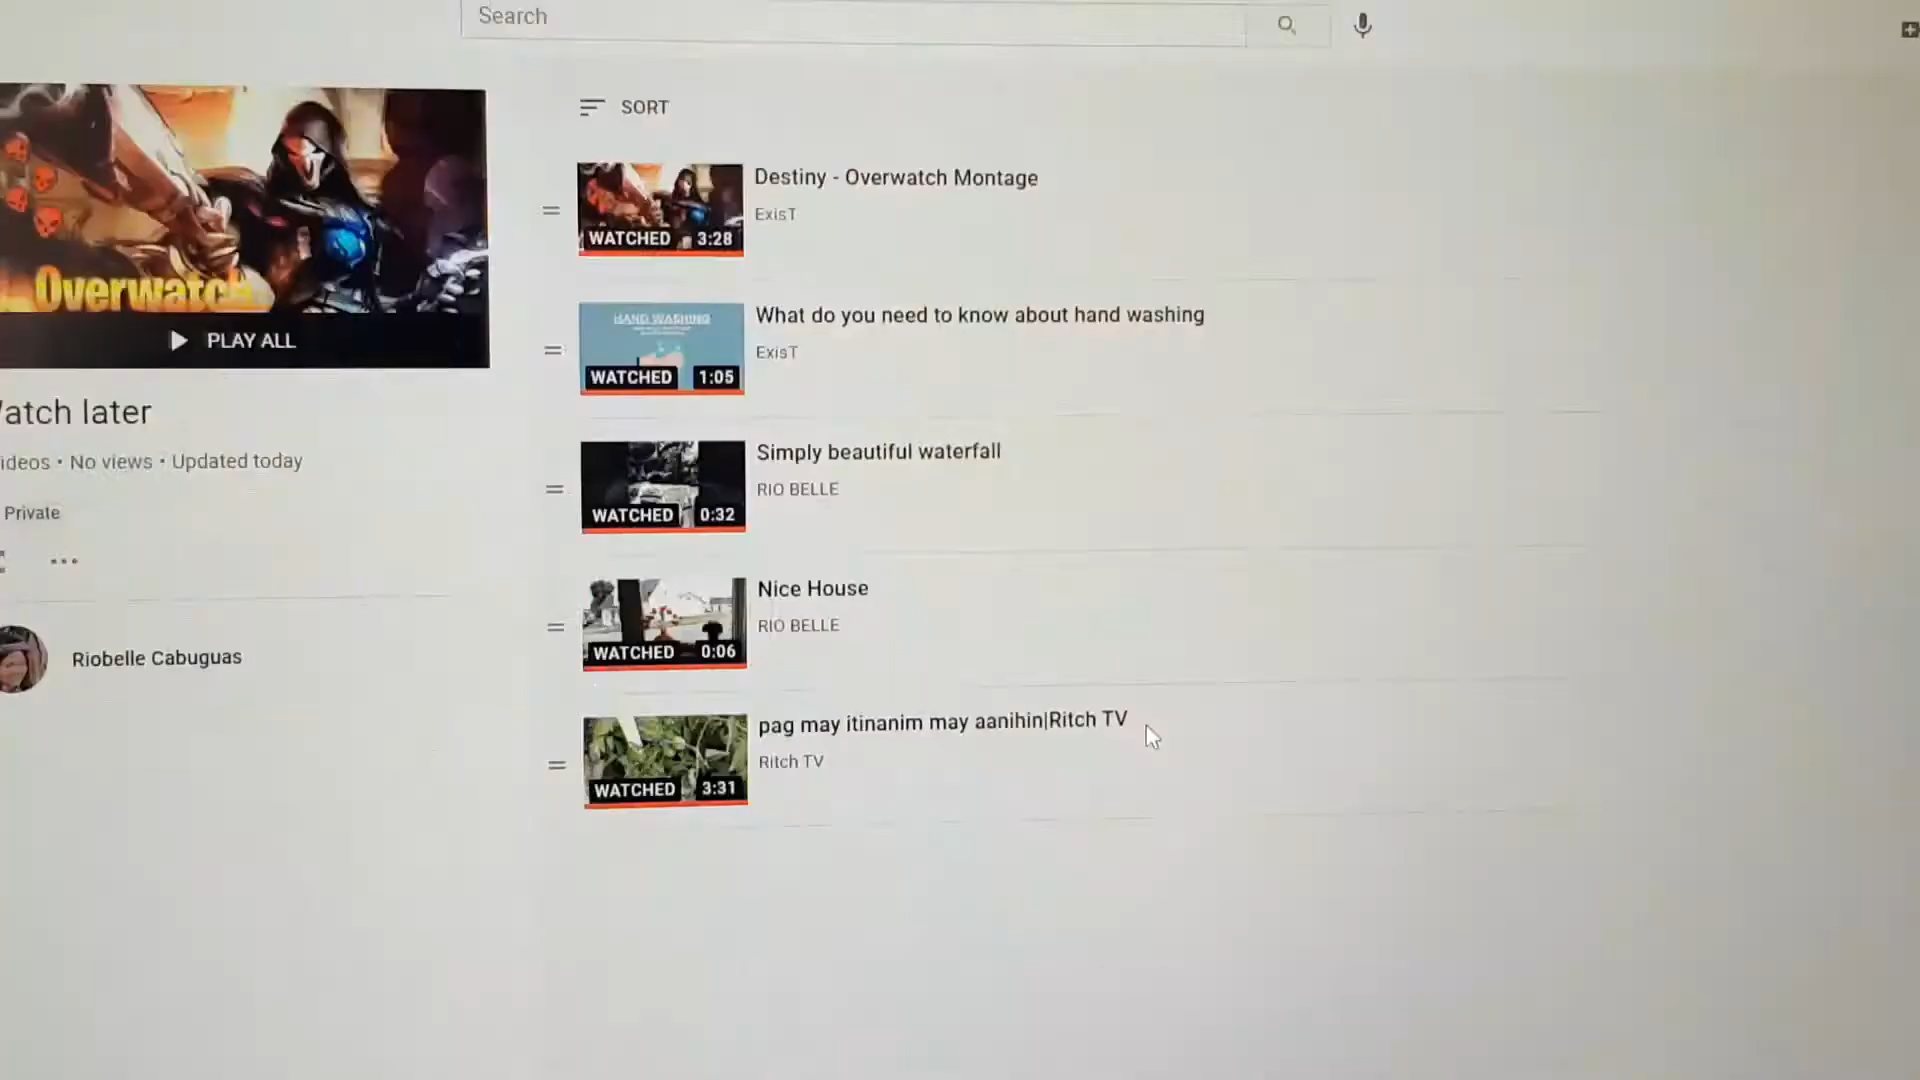 Search
SORT
Overwatch
PLAY ALL
atch later
ideos • No views • Updated today
Private
Riobelle Cabuguas
Destiny - Overwatch Montage
ExisT
WATCHED 3:28
What do you need to know about hand washing
ExisT
HAND WASHING
WATCHED 1:05
Simply beautiful waterfall
RIO BELLE
WATCHED 0:32
Nice House
RIO BELLE
WATCHED 0:06
pag may itinanim may aanihin|Ritch TV
Ritch TV
WATCHED 3:31